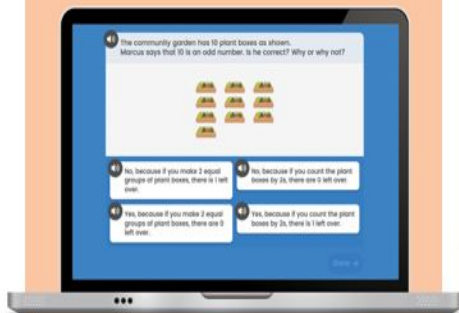 The community garden has 10 plant boxes as shown.
Marcus says that 10 is an odd number. Is he correct? Why or why not?
No, because if you make 2 equal
groups of plant boxes, there is 1 left
over.
No, because if you count the plant
boxes by 2s, there are 0 left over.
Yes, because if you make 2 equal
groups of plant boxes, there are 0
left over.
Yes, because if you count the plant
boxes by 2s, there is 1 left over.
Done